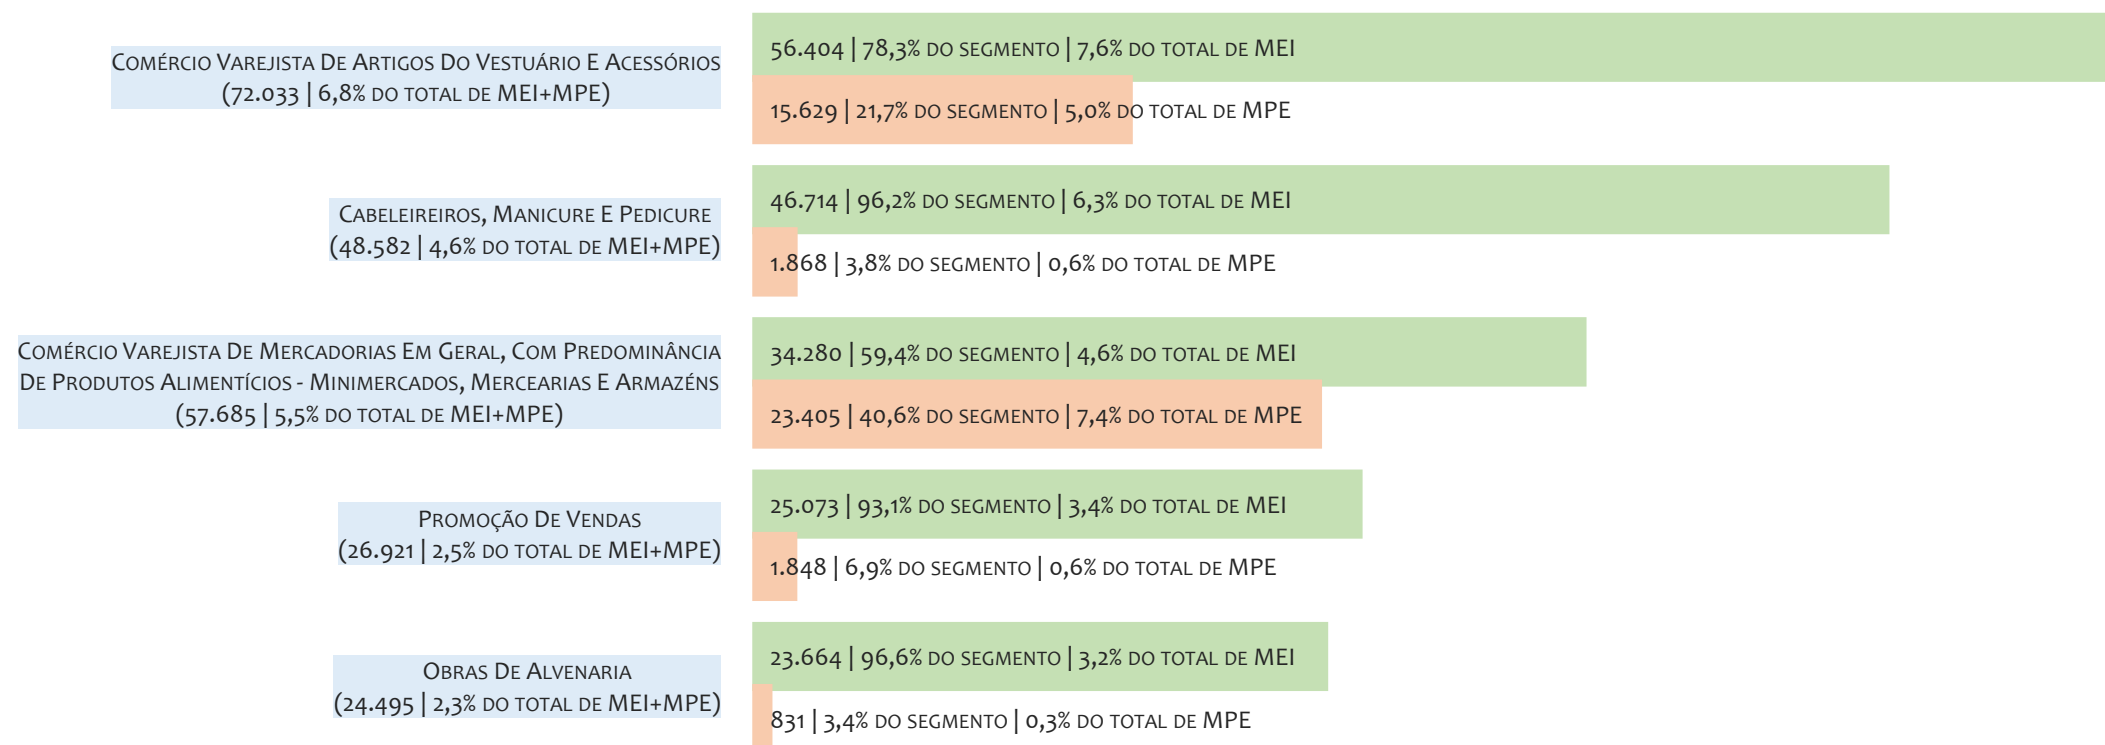 Comércio Varejista De Artigos Do Vestuário E Acessórios
(72.033 | 6,8% do total de MEI+MPE)
56.404 | 78,3% do segmento | 7,6% do total de MEI
15.629 | 21,7% do segmento | 5,0% do total de MPE
Cabeleireiros, Manicure E Pedicure
(48.582 | 4,6% do total de MEI+MPE)
46.714 | 96,2% do segmento | 6,3% do total de MEI
1.868 | 3,8% do segmento | 0,6% do total de MPE
Comércio Varejista De Mercadorias Em Geral, Com Predominância
De Produtos Alimentícios - Minimercados, Mercearias E Armazéns
(57.685 | 5,5% do total de MEI+MPE)
34.280 | 59,4% do segmento | 4,6% do total de MEI
23.405 | 40,6% do segmento | 7,4% do total de MPE
Promoção De Vendas
(26.921 | 2,5% do total de MEI+MPE)
25.073 | 93,1% do segmento | 3,4% do total de MEI
1.848 | 6,9% do segmento | 0,6% do total de MPE
Obras De Alvenaria
(24.495 | 2,3% do total de MEI+MPE)
23.664 | 96,6% do segmento | 3,2% do total de MEI
831 | 3,4% do segmento | 0,3% do total de MPE